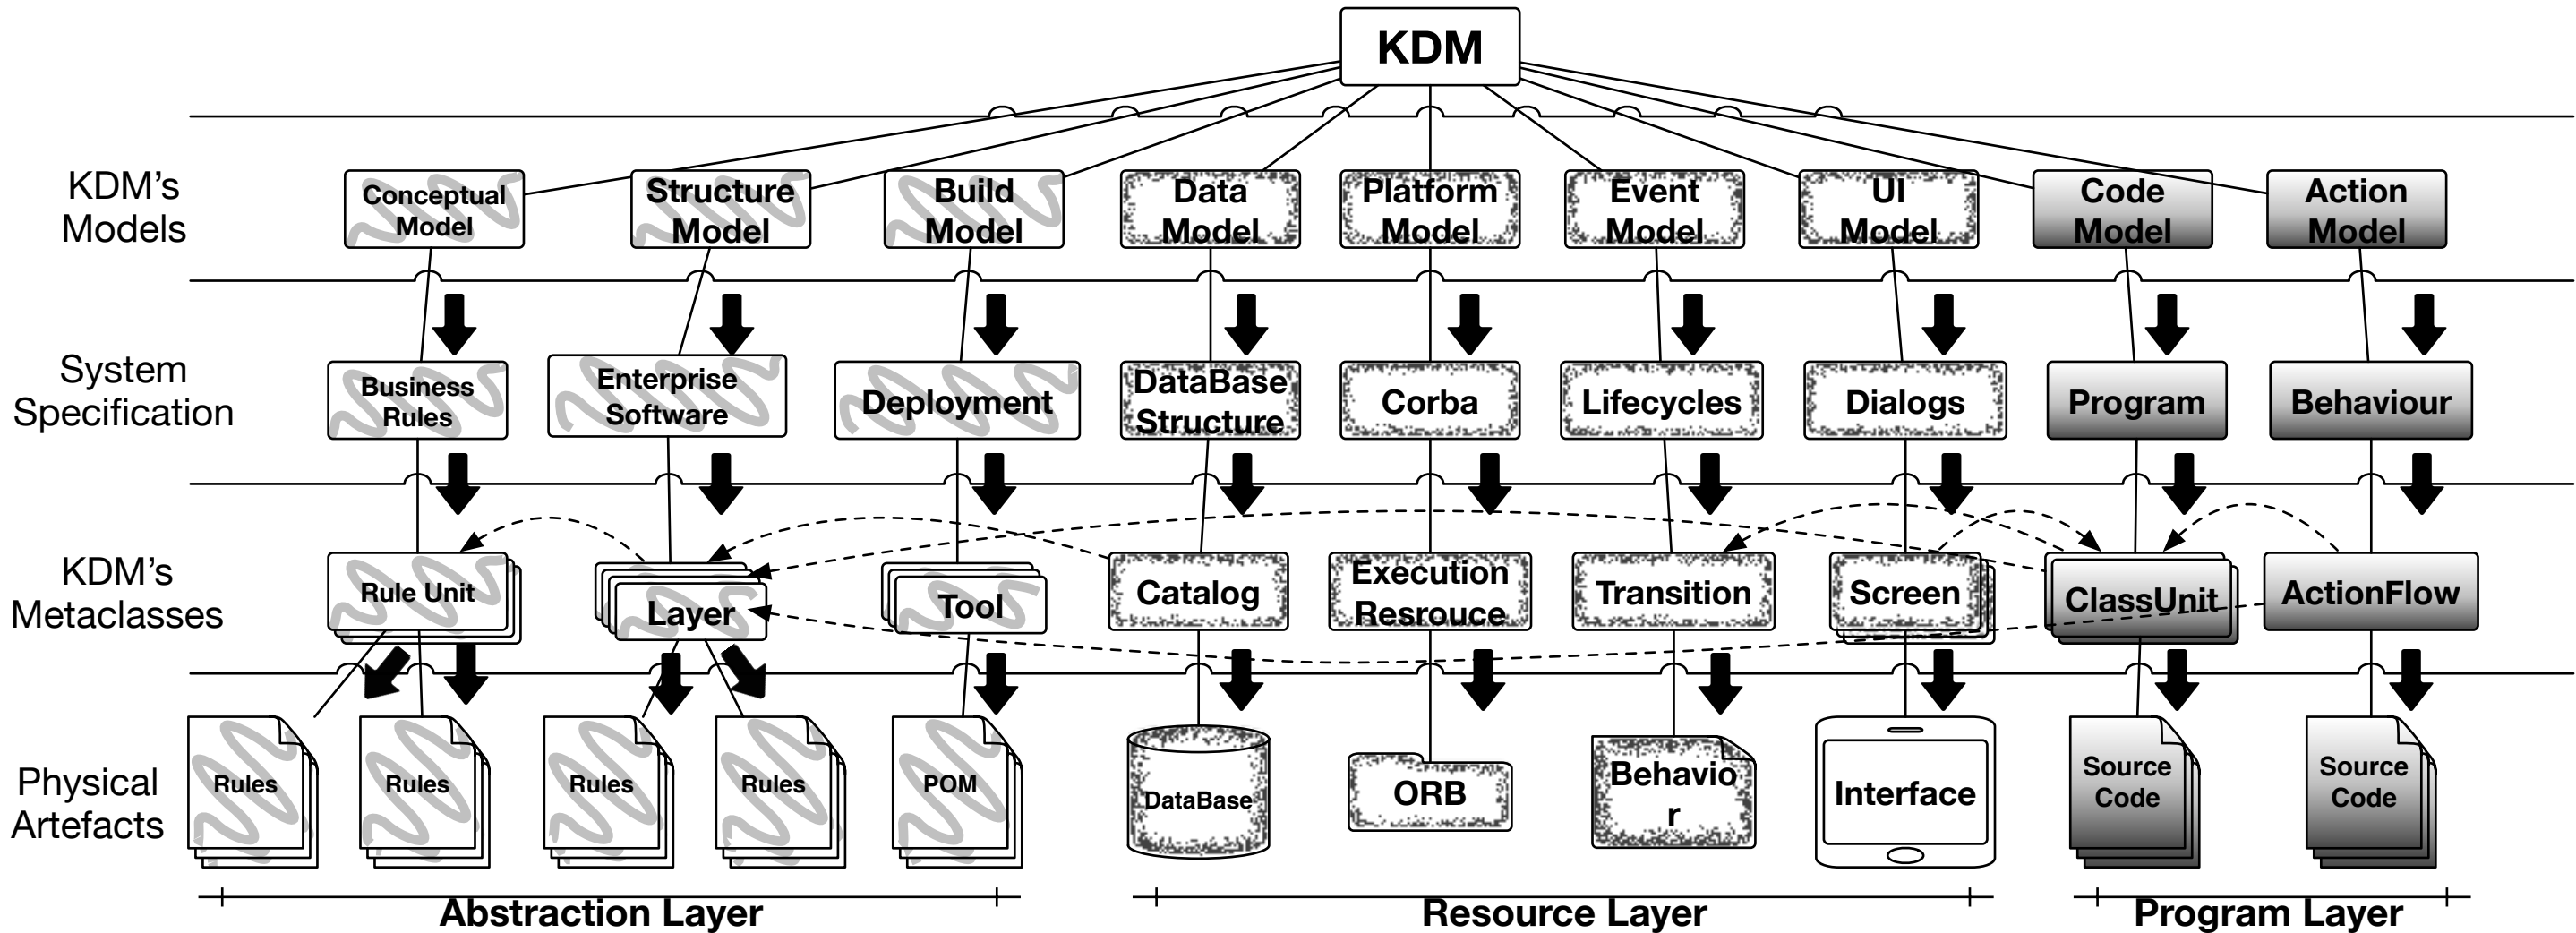 KDM
KDM's
Models
Conceptual
Model
Structure
Model
Build
Model
Data
Model
Platform
Model
Event
Model
UI
Model
Code
Model
Action
Model
System
Specification
Business
Rules
Enterprise
Software
Deployment
DataBase
Structure
Corba
Lifecycles
Dialogs
Program
Behaviour
KDM's
Metaclasses
Rule Unit
Layer
Tool
Catalog
Execution
Resrouce
Transition
Screen
ClassUnit
ActionFlow
Physical
Artefacts
Rules
Rules
Rules
Rules
POM
DataBase
ORB
Behavio
r
Interface
Source
Code
Source
Code
Abstraction Layer
Resource Layer
Program Layer